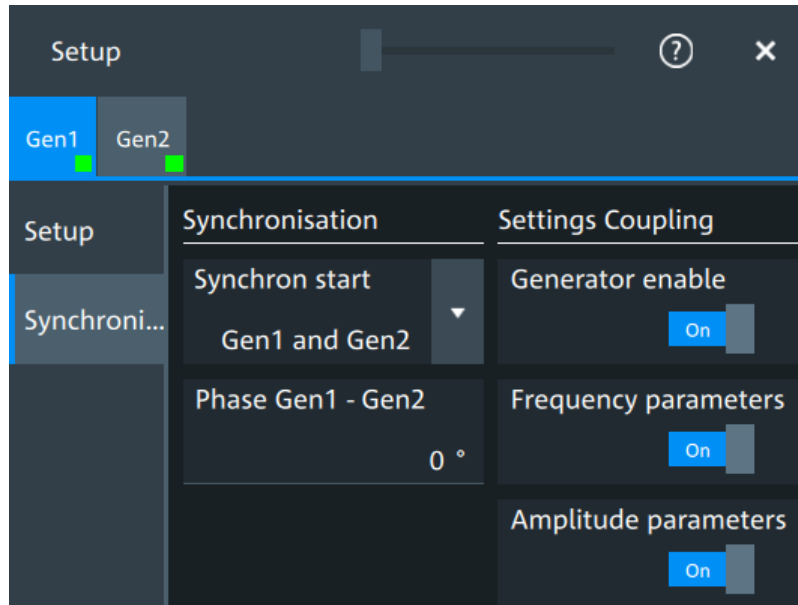 Setup
?
Gen1 Gen2
Setup
Synchroni...
Synchronisation
Synchron start
Gen1 and Gen2
Phase Gen1 - Gen2
0 °
Settings Coupling
Generator enable
On
Frequency parameters
On
Amplitude parameters
On